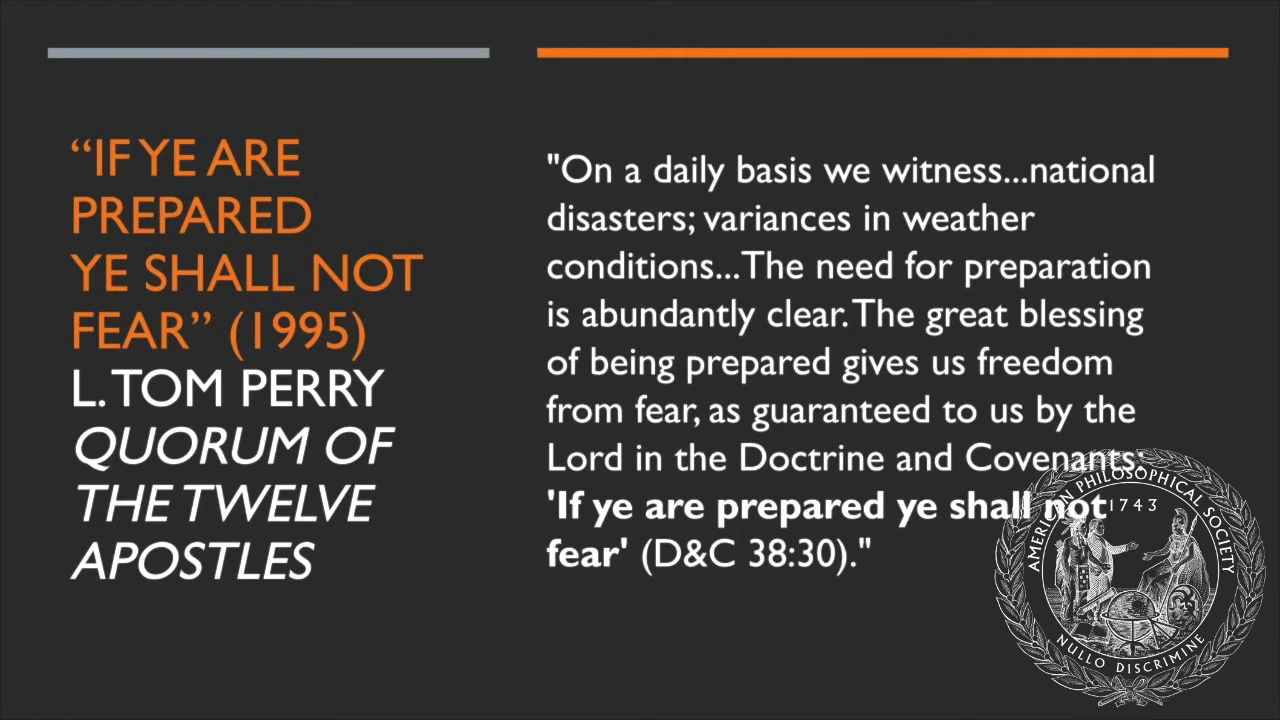 “IF YE ARE
PREPARED
YE SHALL NOT
FEAR” (1995)
L. TOM PERRY
QUORUM OF
THE TWELVE
APOSTLES
"On a daily basis we witness...national
disasters; variances in weather
conditions...The need for preparation
is abundantly clear. The great blessing
of being prepared gives us freedom
from fear, as guaranteed to us by the
Lord in the Doctrine and Covenants:
'If ye are prepared ye shall not
fear' (D&C 38:30)."
AMERICAN PHILOSOPHICAL SOCIETY
1743
NULLO DISCRIMINE